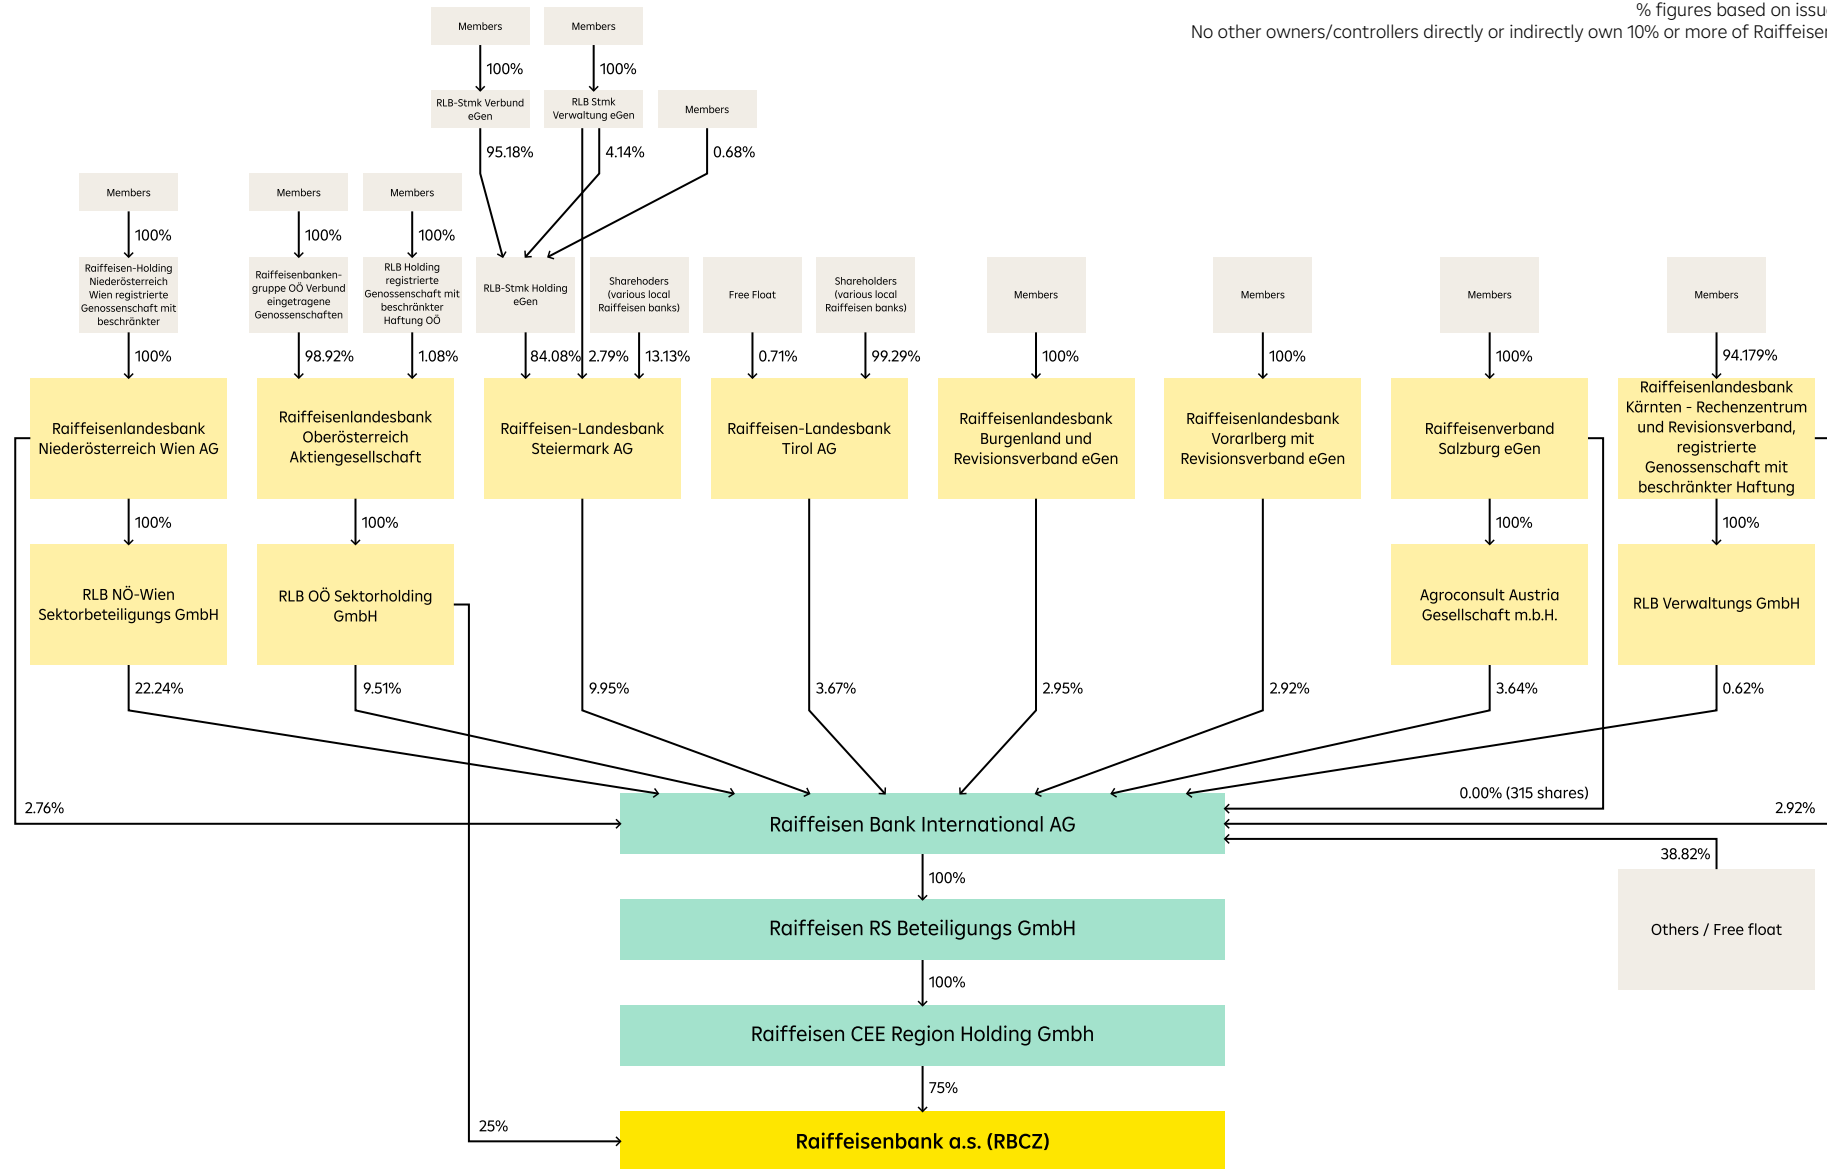 % figures based on issu
No other owners/controllers directly or indirectly own 10% or more of Raiffeise
Members
Members
100%
100%
RLB-Stmk Verbund
eGen
RLB Stmk
Verwaltung eGen
Members
95.18%
4.14%
0.68%
Members
Members
Members
100%
100%
100%
Raiffeisen-Holding
Niederösterreich
Wien registrierte
Genossenschaft mit
beschränkter
Raiffeisenbanken-
gruppe OÖ Verbund
eingetragene
Genossenschaften
RLB Holding
registrierte
Genossenschaft mit
beschränkter
Haftung OÖ
RLB-Stmk Holding
eGen
Sharehoders
(various local
Raiffeisen banks)
Free Float
Shareholders
(various local
Raiffeisen banks)
Members
Members
Members
Members
100%
98.92%
1.08%
84.08%
2.79%
13.13%
0.71%
99.29%
100%
100%
100%
94.179%
Raiffeisenlandesbank
Niederösterreich Wien AG
Raiffeisenlandesbank
Oberösterreich
Aktiengesellschaft
Raiffeisen-Landesbank
Steiermark AG
Raiffeisen-Landesbank
Tirol AG
Raiffeisenlandesbank
Burgenland und
Revisionsverband eGen
Raiffeisenlandesbank
Vorarlberg mit
Revisionsverband eGen
Raiffeisenverband
Salzburg eGen
Raiffeisenlandesbank
Kärnten - Rechenzentrum
und Revisionsverband,
registrierte
Genossenschaft mit
beschränkter Haftung
100%
100%
100%
100%
RLB NÖ-Wien
Sektorbeteiligungs GmbH
RLB OÖ Sektorholding
GmbH
Agroconsult Austria
Gesellschaft m.b.H.
RLB Verwaltungs GmbH
22.24%
9.51%
9.95%
3.67%
2.95%
2.92%
3.64%
0.62%
2.76%
0.00% (315 shares)
2.92%
Raiffeisen Bank International AG
38.82%
100%
Raiffeisen RS Beteiligungs GmbH
Others / Free float
100%
Raiffeisen CEE Region Holding Gmbh
75%
25%
Raiffeisenbank a.s. (RBCZ)